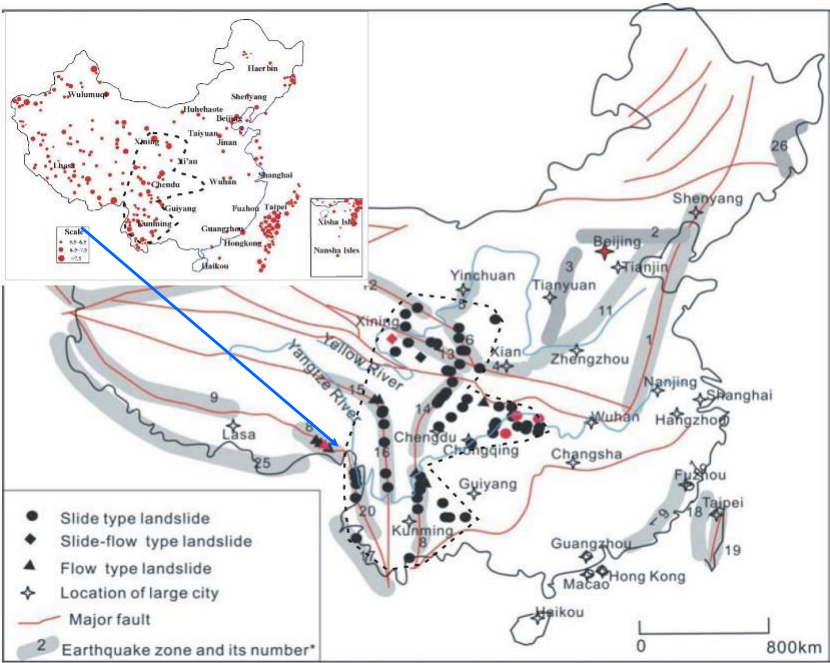 Haerbin
Wulumuqi
Shenyang
Huhehaote
Beijing
Taiyuan
Jinan
Xining
Xi'an
Lhasa
Chendu
Wuhan
Shanghai
Guiyang
Fuzhou
Taipei
Kunming
Guangzhou
Hongkong
Haikou
Xisha Isles
Nansha Isles
Scale
26
Shenyang
2
Beijing
3
Tianjin
Yinchuan
Tianyuan
11
Xining
6
Xian
13
4
Zhengzhou
1
Yellow River
Yangtze River
15
9
14
Nanjing
Shanghai
Hangzhou
Wuhan
Lasa
Chengdu
Chongqing
16
25
Changsha
Guiyang
Fuzhou
Taipei
20
18
Kunming
8
19
Guangzhou
Macao
Hong Kong
Haikou
Slide type landslide
Slide-flow type landslide
Flow type landslide
Location of large city
Major fault
2
Earthquake zone and its number*
0
800km